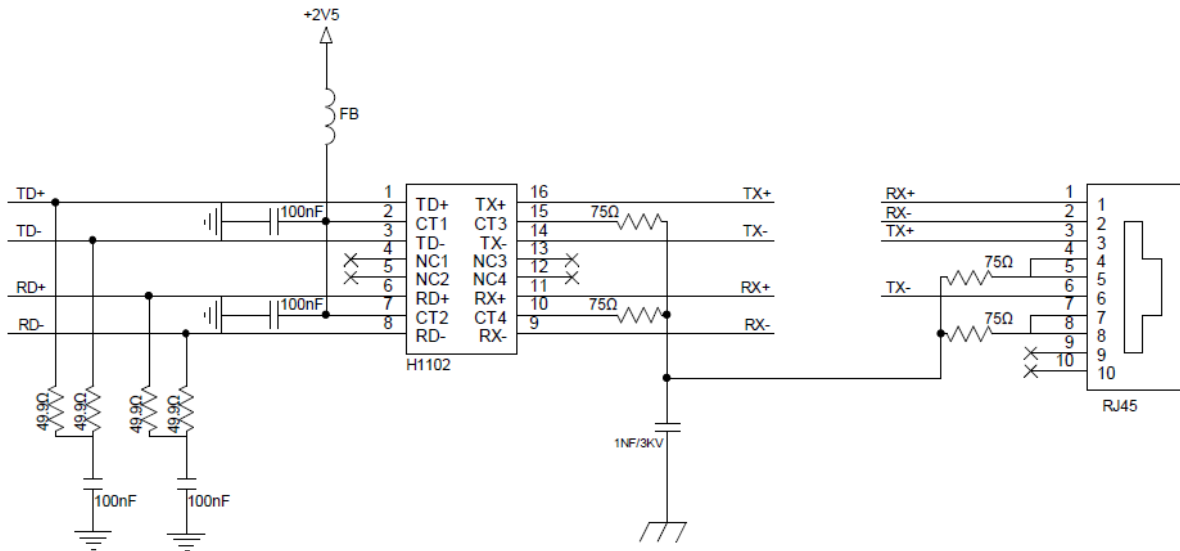 +2V5
FB
TD+ 1 TD+ TX+ 16 TX+ RX+ 1 1
100nF 2 CT1 CT3 15 75Ω RX- 2 2
TD- 3 TD- TX- 14 TX- TX+ 3 3
4 NC1 NC3 13 4 4
5 NC2 NC4 12 75Ω 5 5
RD+ 6 RD+ RX+ 11 RX+ TX- 6 6
100nF 7 CT2 CT4 10 75Ω 7 7
RD- 8 RD- RX- 9 RX- 75Ω 8 8
9 9
10 10
H1102
RJ45
49.9Ω 49.9Ω 49.9Ω 49.9Ω
1NF/3KV
100nF 100nF